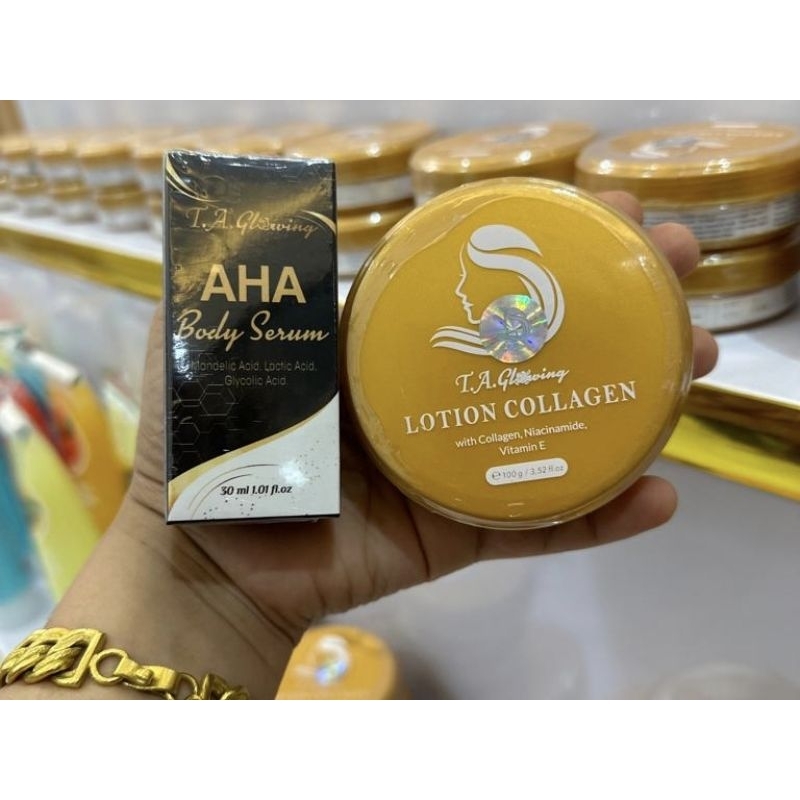 T.A.Glowing
AHA
Body Serum
Mandelic Acid. Lactic Acid.
Glycolic Acid
30 ml 1.01 fl.oz
T.A.Glowing
LOTION COLLAGEN
with Collagen, Niacinamide,
Vitamin E
℮ 100 g / 3,52 fl oz